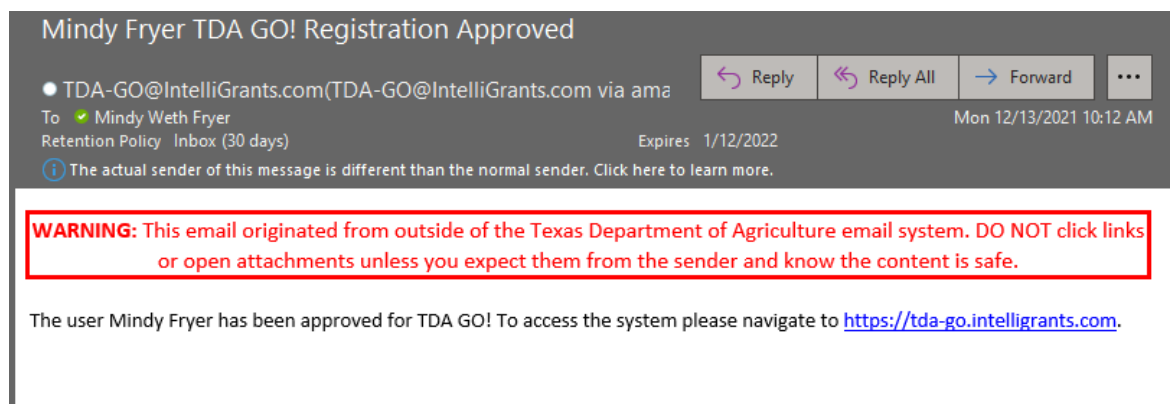 Mindy Fryer TDA GO! Registration Approved
Reply
Reply All
Forward
TDA-GO@IntelliGrants.com(TDA-GO@IntelliGrants.com via ama
To Mindy Weth Fryer
Mon 12/13/2021 10:12 AM
Retention Policy Inbox (30 days)
Expires 1/12/2022
The actual sender of this message is different than the normal sender. Click here to learn more.
WARNING: This email originated from outside of the Texas Department of Agriculture email system. DO NOT click links
or open attachments unless you expect them from the sender and know the content is safe.
The user Mindy Fryer has been approved for TDA GO! To access the system please navigate to https://tda-go.intelligrants.com.